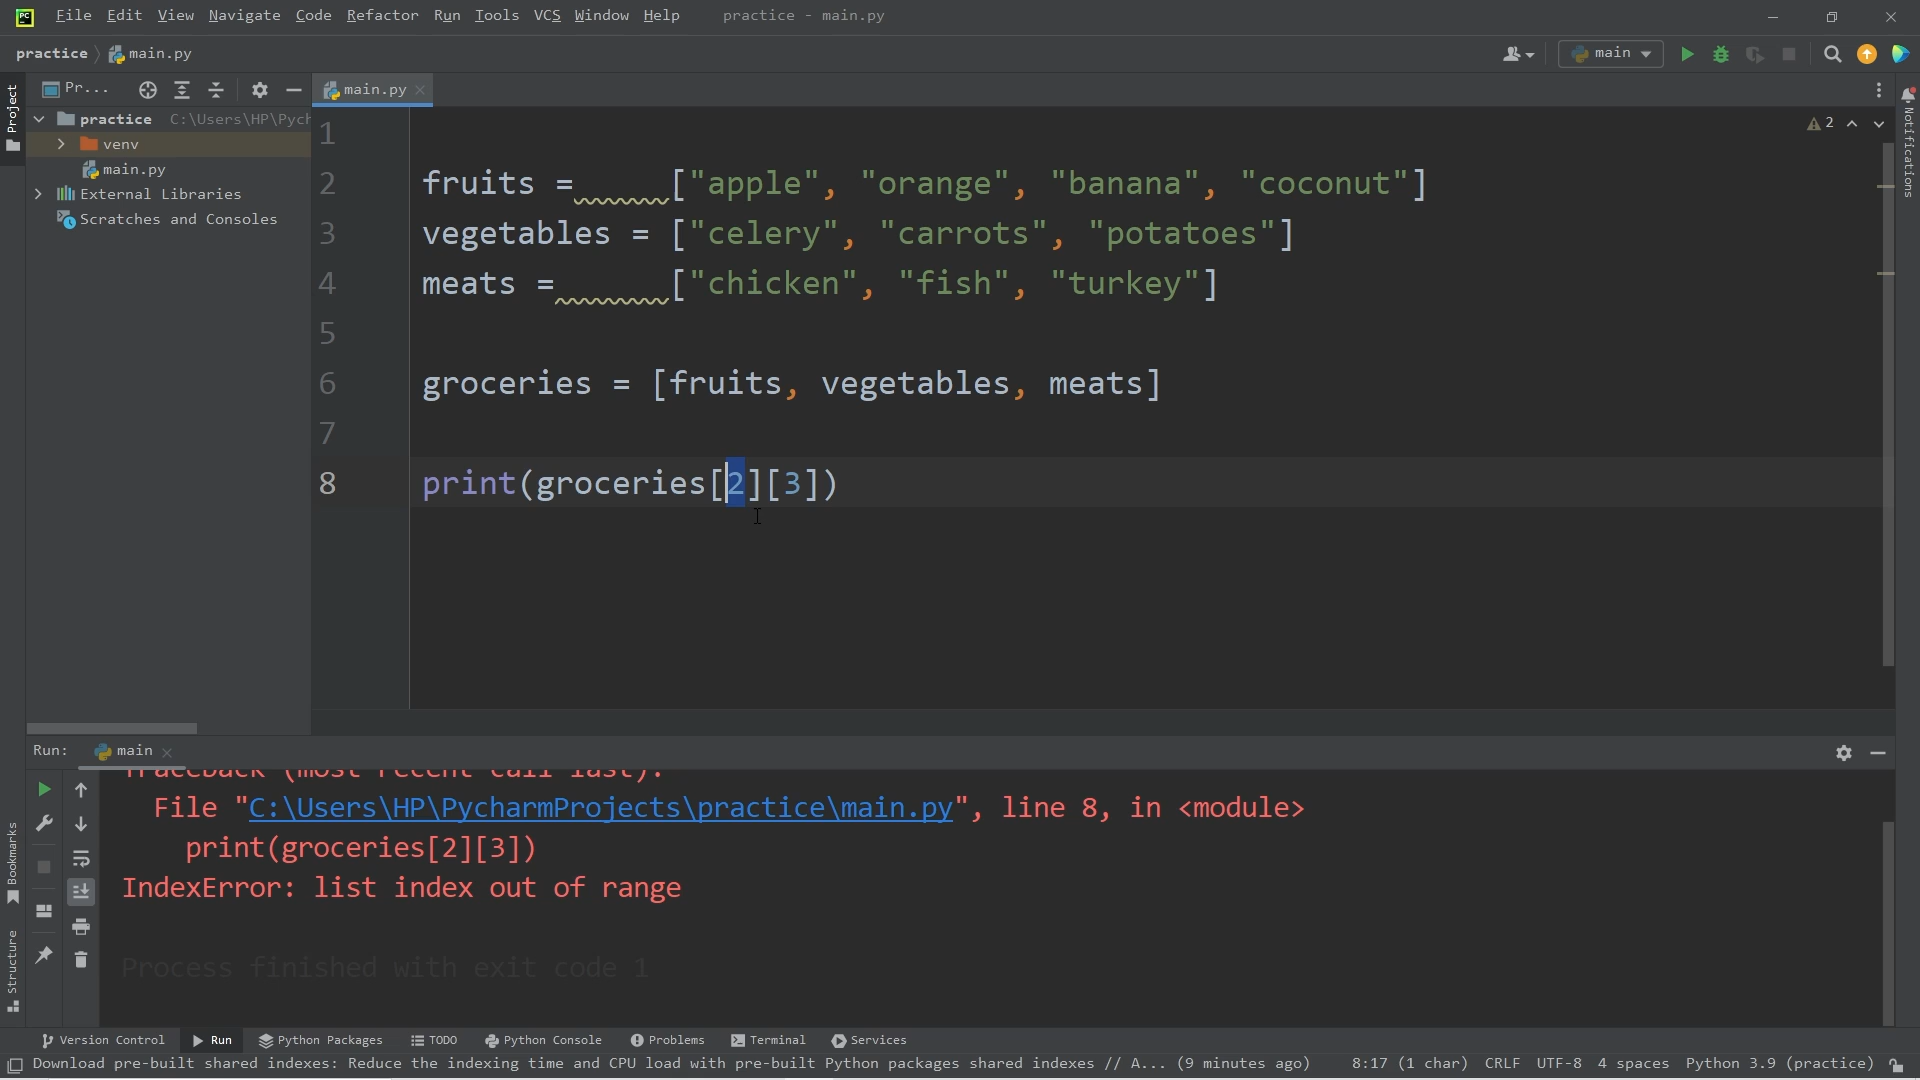 File Edit View Navigate Code Refactor Run Tools VCS Window Help practice - main.py
practice main.py main
Project
Pr... main.py
practice C:\Users\HP\Pych
venv
main.py
External Libraries
Scratches and Consoles
2
Notifications
1
2 fruits = ["apple", "orange", "banana", "coconut"]
3 vegetables = ["celery", "carrots", "potatoes"]
4 meats = ["chicken", "fish", "turkey"]
5
6 groceries = [fruits, vegetables, meats]
7
8 print(groceries[2][3])
Run: main
Traceback (most recent call last):
File "C:\Users\HP\PycharmProjects\practice\main.py", line 8, in <module>
print(groceries[2][3])
IndexError: list index out of range
Process finished with exit code 1
Bookmarks
Structure
Version Control Run Python Packages TODO Python Console Problems Terminal Services
Download pre-built shared indexes: Reduce the indexing time and CPU load with pre-built Python packages shared indexes // A... (9 minutes ago) 8:17 (1 char) CRLF UTF-8 4 spaces Python 3.9 (practice)